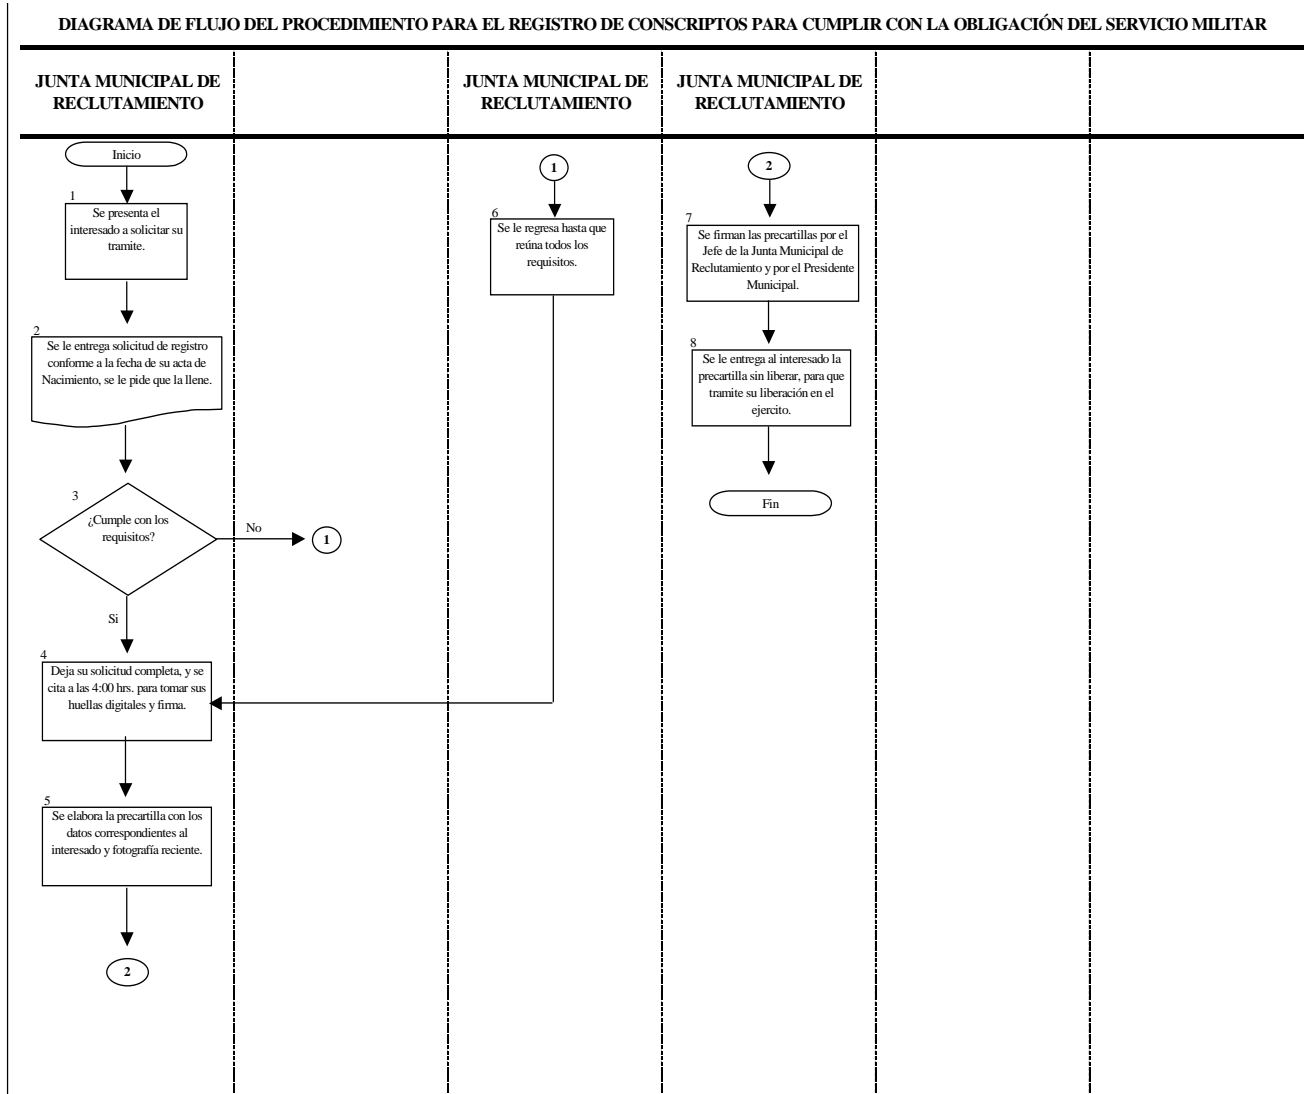 DIAGRAMA DE FLUJO DEL PROCEDIMIENTO PARA EL REGISTRO DE CONSCRIPTOS PARA CUMPLIR CON LA OBLIGACIÓN DEL SERVICIO MILITAR
JUNTA MUNICIPAL DE
RECLUTAMIENTO
JUNTA MUNICIPAL DE
RECLUTAMIENTO
JUNTA MUNICIPAL DE
RECLUTAMIENTO
Inicio
1
Se presenta el
interesado a solicitar su
tramite.
2
Se le entrega solicitud de registro
conforme a la fecha de su acta de
Nacimiento, se le pide que la llene.
3
¿Cumple con los
requisitos?
No
1
Si
4
Deja su solicitud completa, y se
cita a las 4:00 hrs. para tomar sus
huellas digitales y firma.
5
Se elabora la precartilla con los
datos correspondientes al
interesado y fotografía reciente.
2
1
6
Se le regresa hasta que
reúna todos los
requisitos.
2
7
Se firman las precartillas por el
Jefe de la Junta Municipal de
Reclutamiento y por el Presidente
Municipal.
8
Se le entrega al interesado la
precartilla sin liberar, para que
tramite su liberación en el
ejercito.
Fin